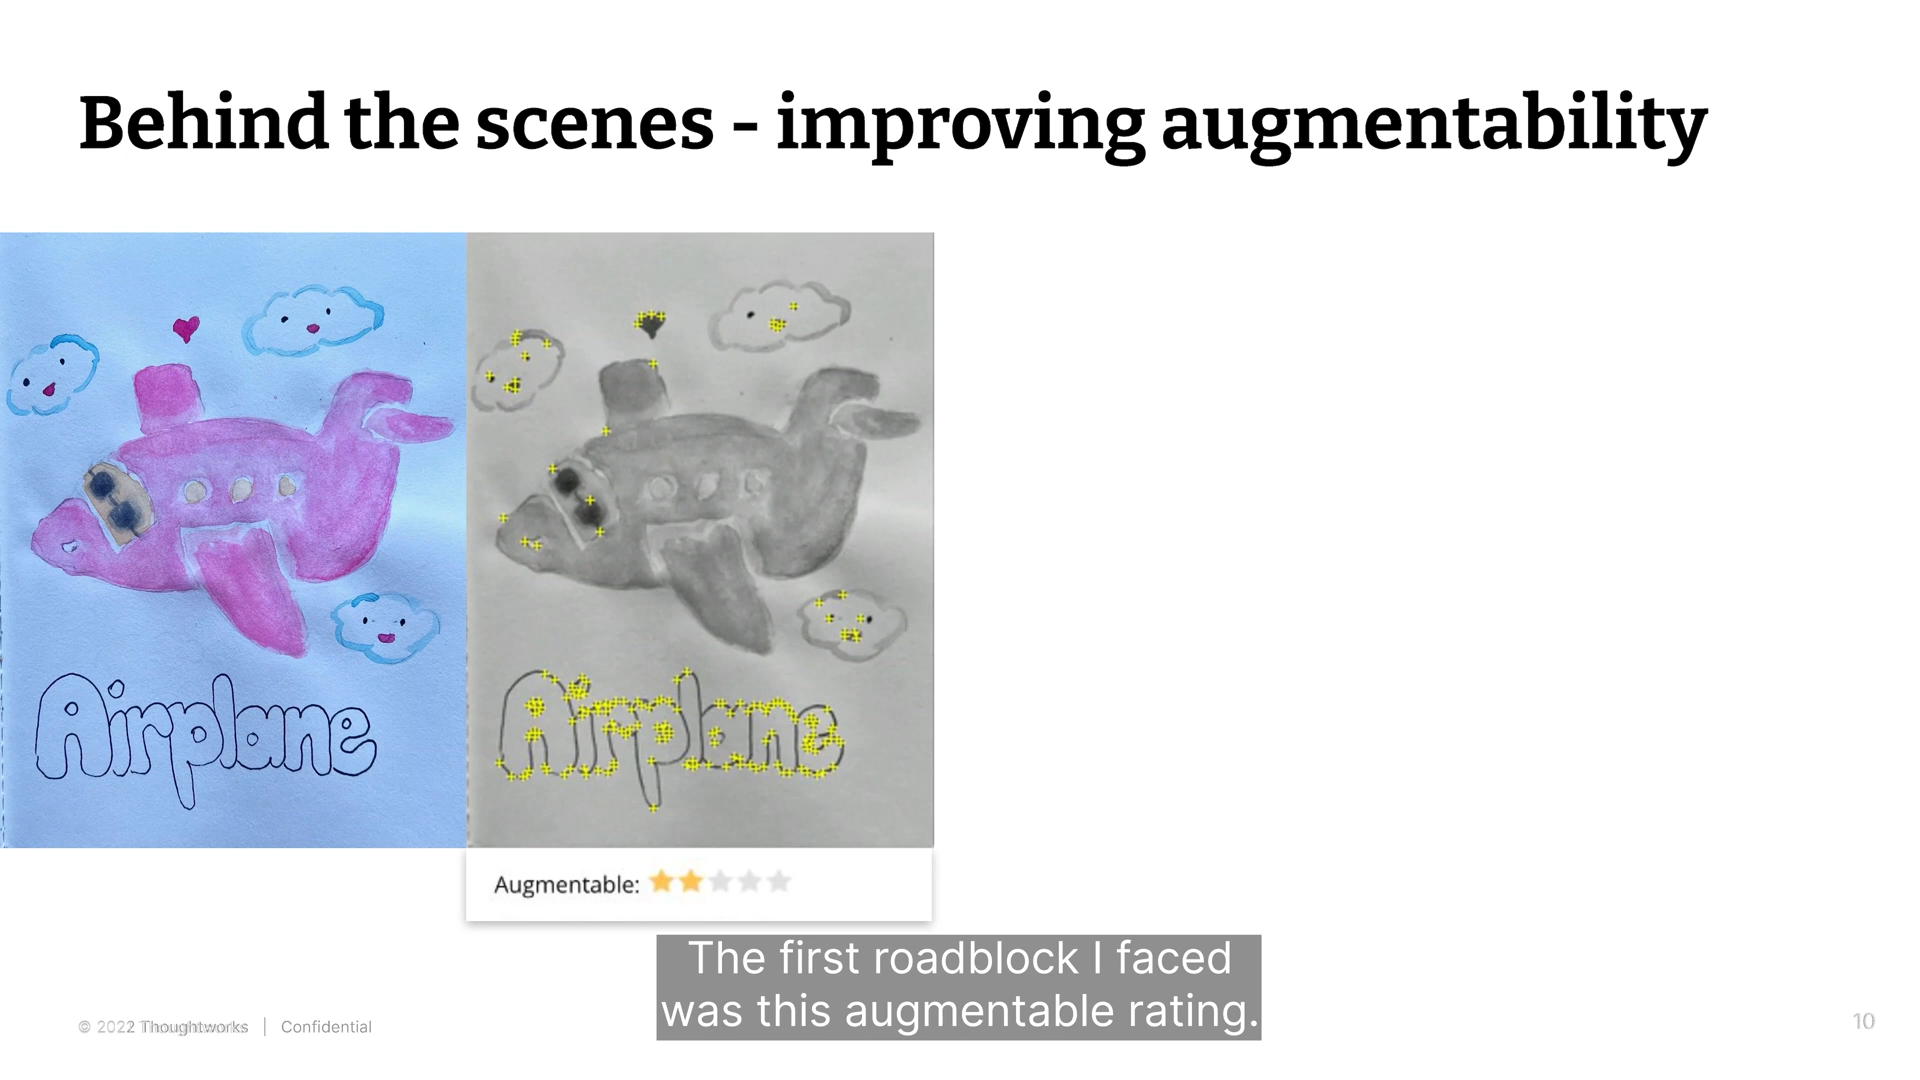 Behind the scenes - improving augmentability
Airplane
Airplane
Augmentable:
The first roadblock I faced
was this augmentable rating.
© 2022 Thoughtworks | Confidential
10